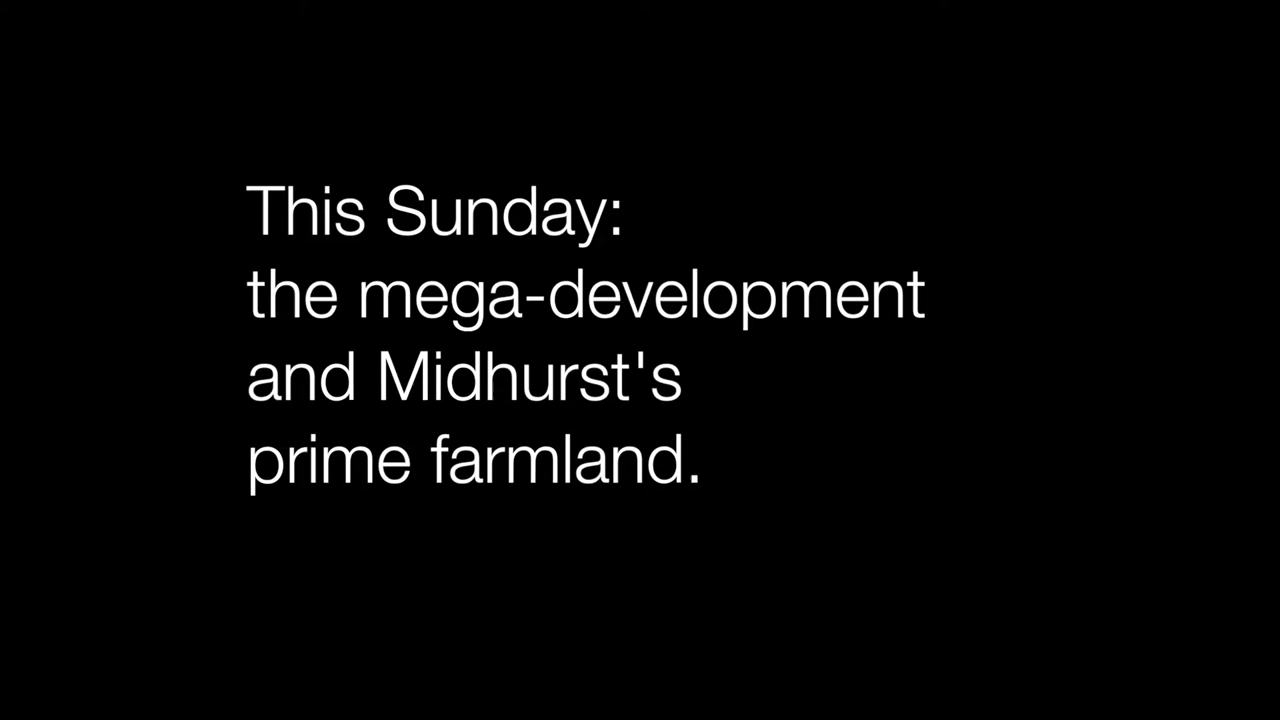 This Sunday:
the mega-development
and Midhurst's
prime farmland.